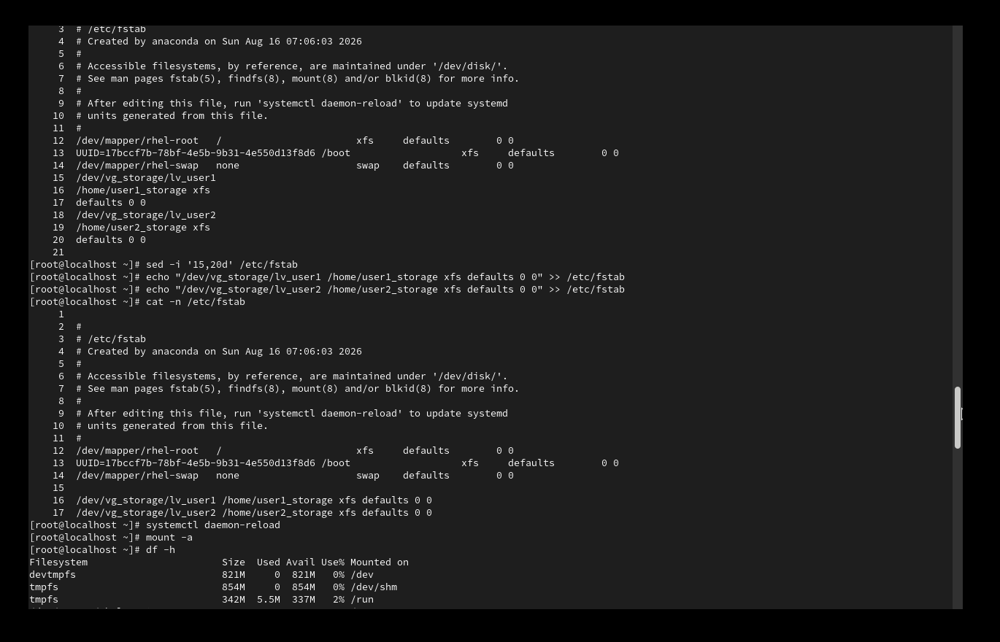 3 # /etc/fstab
4 # Created by anaconda on Sun Aug 16 07:06:03 2026
5 #
6 # Accessible filesystems, by reference, are maintained under '/dev/disk/'.
7 # See man pages fstab(5), findfs(8), mount(8) and/or blkid(8) for more info.
8 #
9 # After editing this file, run 'systemctl daemon-reload' to update systemd
10 # units generated from this file.
11 #
12 /dev/mapper/rhel-root / xfs defaults 0 0
13 UUID=17bccf7b-78bf-4e5b-9b31-4e550d13f8d6 /boot xfs defaults 0 0
14 /dev/mapper/rhel-swap none swap defaults 0 0
15 /dev/vg_storage/lv_user1
16 /home/user1_storage xfs
17 defaults 0 0
18 /dev/vg_storage/lv_user2
19 /home/user2_storage xfs
20 defaults 0 0
21
[root@localhost ~]# sed -i '15,20d' /etc/fstab
[root@localhost ~]# echo "/dev/vg_storage/lv_user1 /home/user1_storage xfs defaults 0 0" >> /etc/fstab
[root@localhost ~]# echo "/dev/vg_storage/lv_user2 /home/user2_storage xfs defaults 0 0" >> /etc/fstab
[root@localhost ~]# cat -n /etc/fstab
1
2 #
3 # /etc/fstab
4 # Created by anaconda on Sun Aug 16 07:06:03 2026
5 #
6 # Accessible filesystems, by reference, are maintained under '/dev/disk/'.
7 # See man pages fstab(5), findfs(8), mount(8) and/or blkid(8) for more info.
8 #
9 # After editing this file, run 'systemctl daemon-reload' to update systemd
10 # units generated from this file.
11 #
12 /dev/mapper/rhel-root / xfs defaults 0 0
13 UUID=17bccf7b-78bf-4e5b-9b31-4e550d13f8d6 /boot xfs defaults 0 0
14 /dev/mapper/rhel-swap none swap defaults 0 0
15
16 /dev/vg_storage/lv_user1 /home/user1_storage xfs defaults 0 0
17 /dev/vg_storage/lv_user2 /home/user2_storage xfs defaults 0 0
[root@localhost ~]# systemctl daemon-reload
[root@localhost ~]# mount -a
[root@localhost ~]# df -h
Filesystem Size Used Avail Use% Mounted on
devtmpfs 821M 0 821M 0% /dev
tmpfs 854M 0 854M 0% /dev/shm
tmpfs 342M 5.5M 337M 2% /run